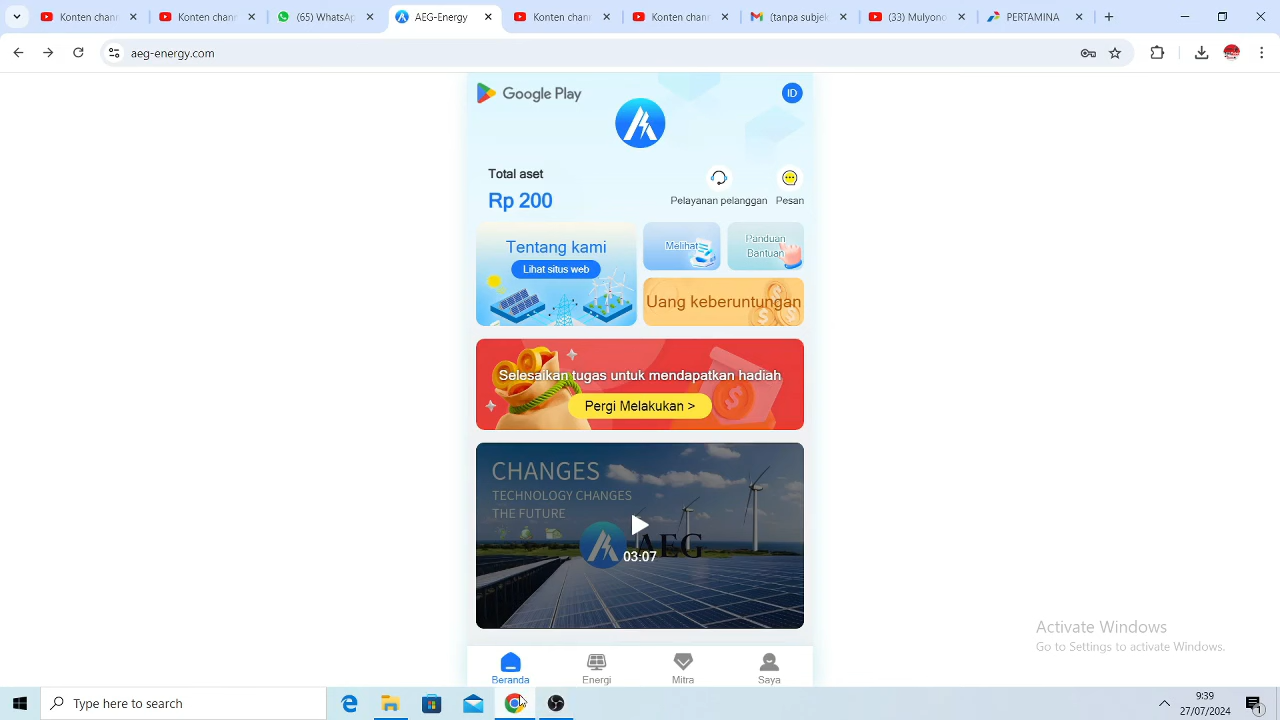 Konten chan
Konten chan
(65) WhatsAp
AEG-Energy
Konten chan
Konten chan
(tanpa subjel
(33) Mulyono
PERTAMINA
aeg-energy.com
Google Play
ID
Total aset
Rp 200
Pelayanan pelanggan
Pesan
Tentang kami
Lihat situs web
Melihat
Panduan
Bantuan
Uang keberuntungan
Selesaikan tugas untuk mendapatkan hadiah
Pergi Melakukan >
CHANGES
TECHNOLOGY CHANGES
THE FUTURE
AEG
03:07
Activate Windows
Go to Settings to activate Windows.
Beranda
Energi
Mitra
Saya
Type here to search
9:39
27/07/2024
1